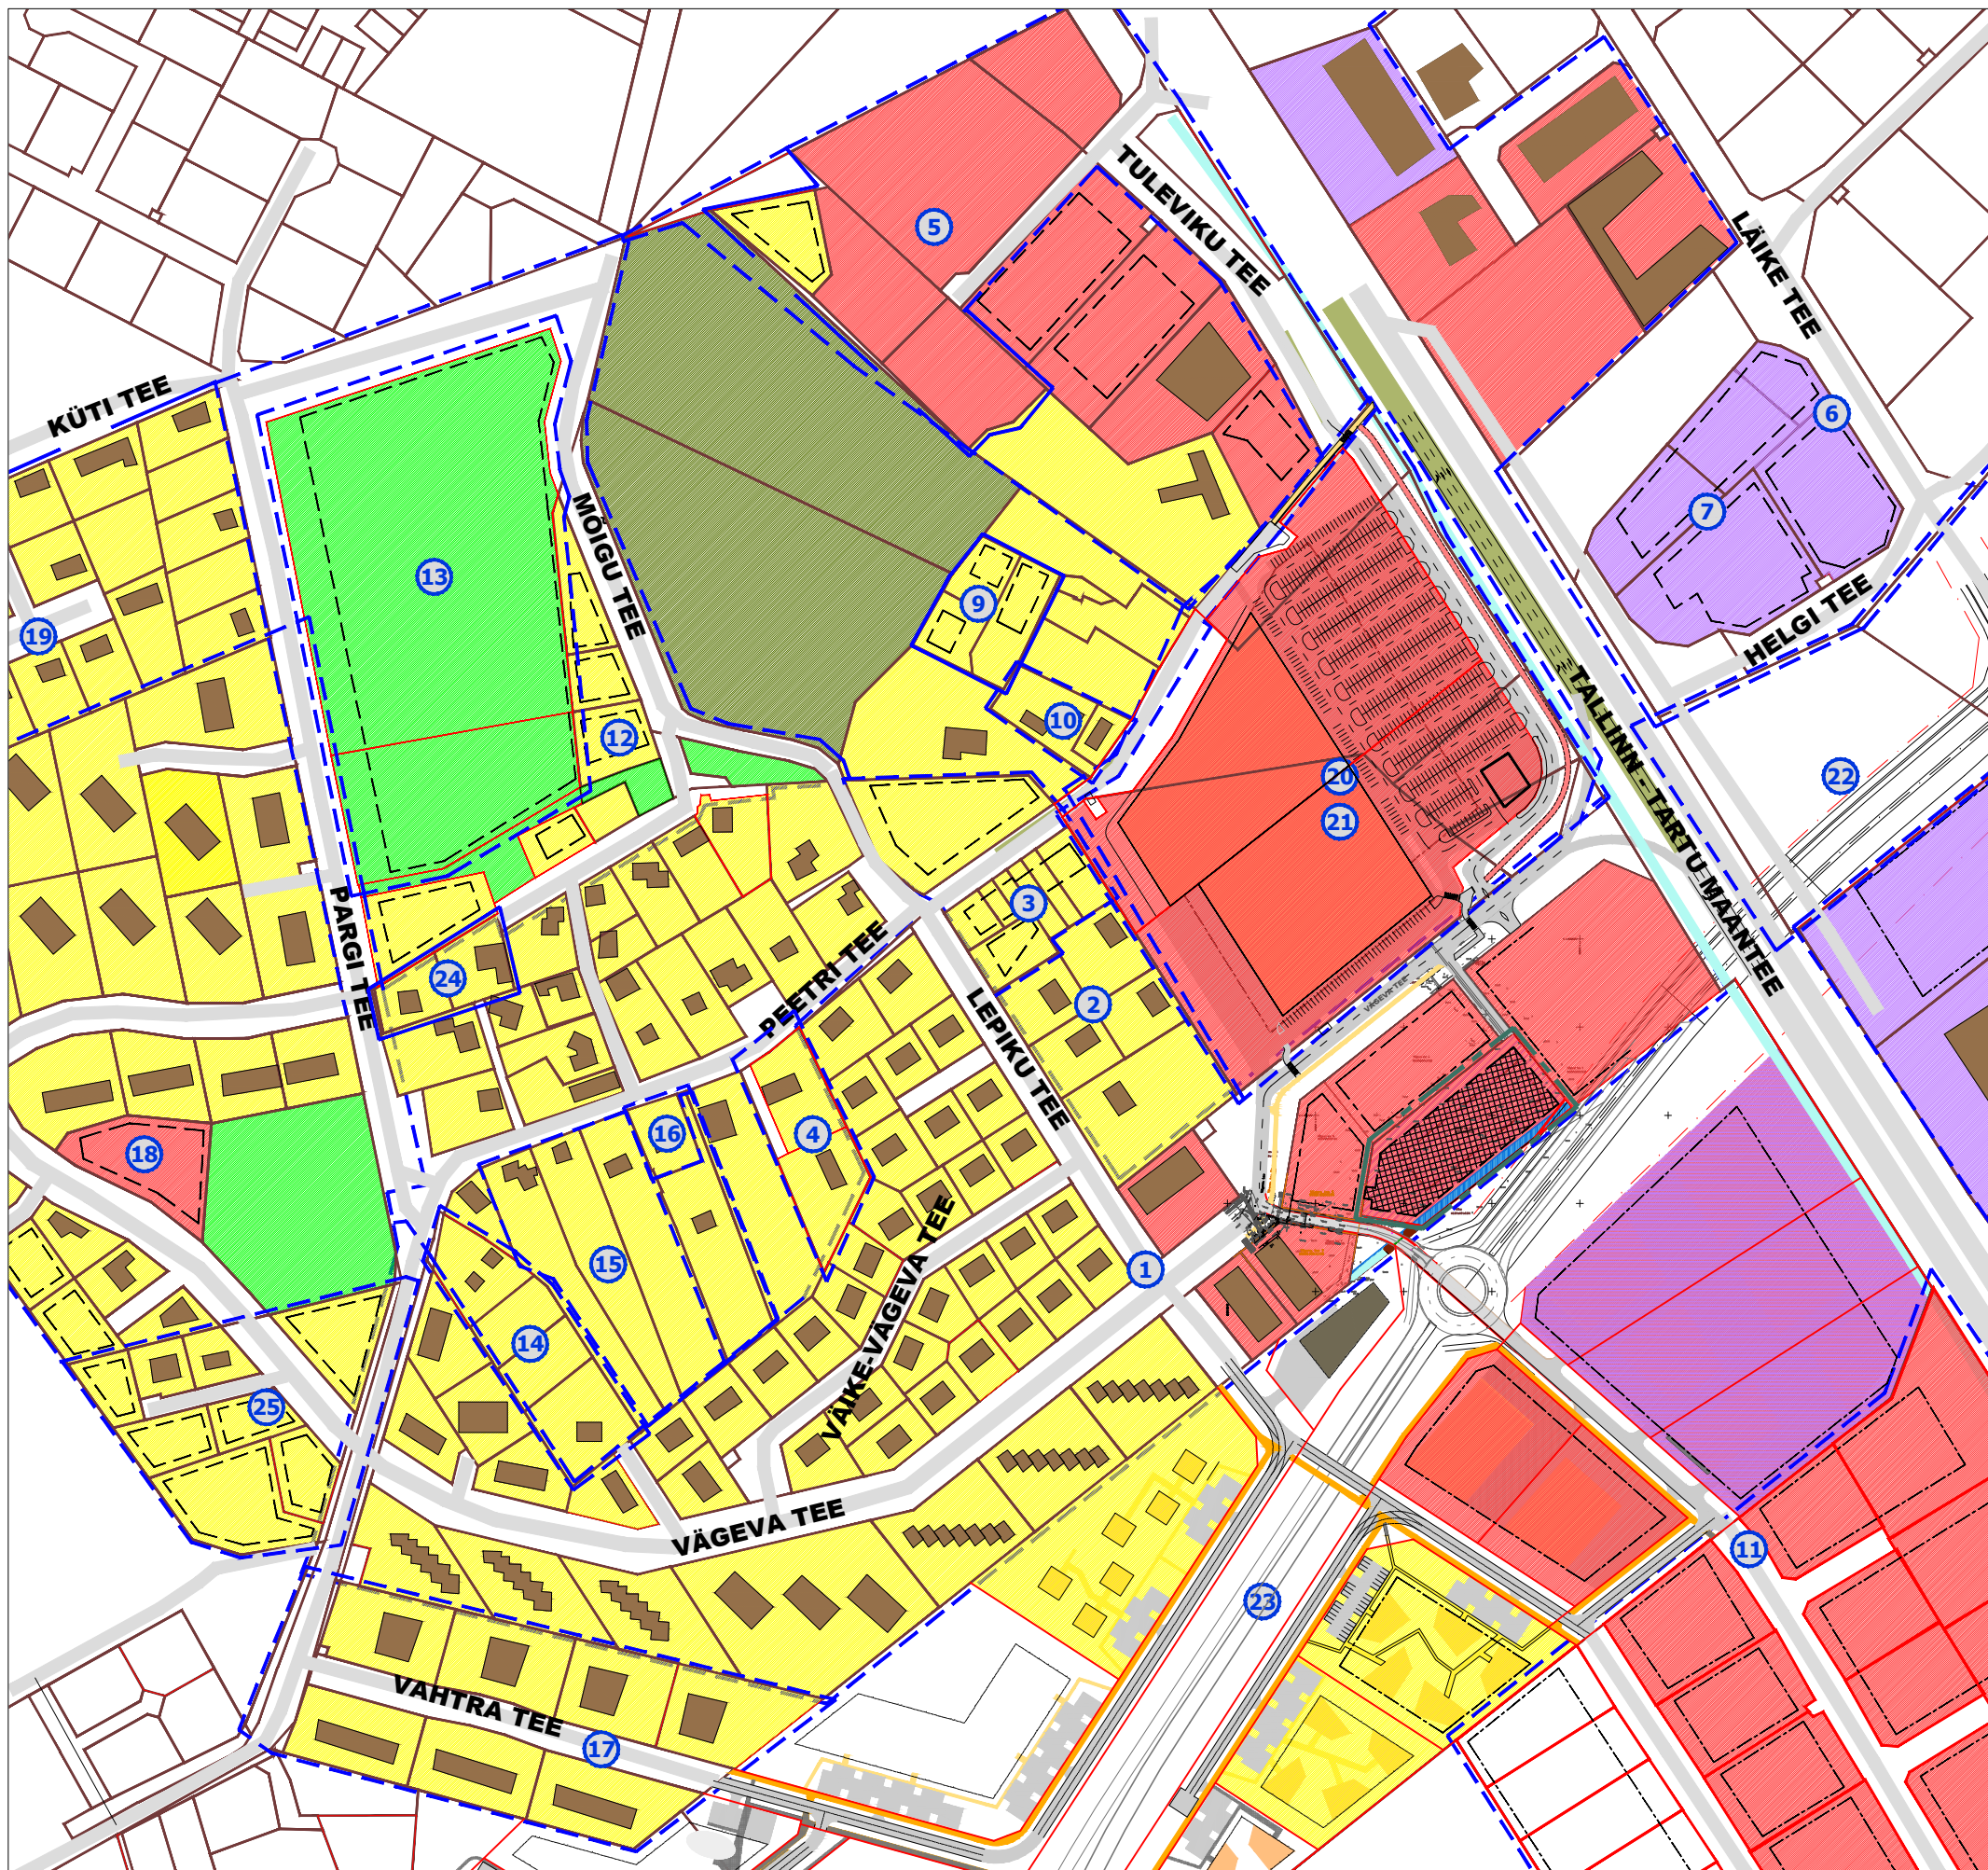 TULEVIKU TEE
LÄIKE TEE
5
6
KÜTI TEE
7
MÕIGU TEE
13
9
HELGI TEE
19
10
12
TALLINN - TARTU MAANTEE
20
22
21
3
PARGI TEE
PEETRI TEE
24
LEPIKU TEE
2
VÄGEVA TEE
16
4
18
VÄIKE-VÄGEVA TEE
15
1
14
25
VÄGEVA TEE
11
23
VAHTRA TEE
17